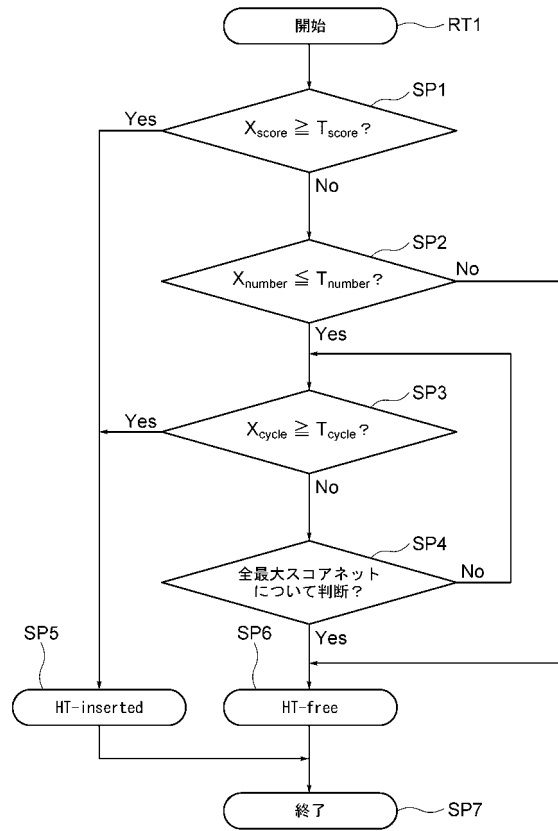 開始
RT1
SP1
Yes
X_score ≧ T_score?
No
SP2
X_number ≦ T_number?
No
Yes
SP3
Yes
X_cycle ≧ T_cycle?
No
SP4
全最大スコアネット
について判断?
No
SP5
SP6
Yes
HT-inserted
HT-free
終了
SP7